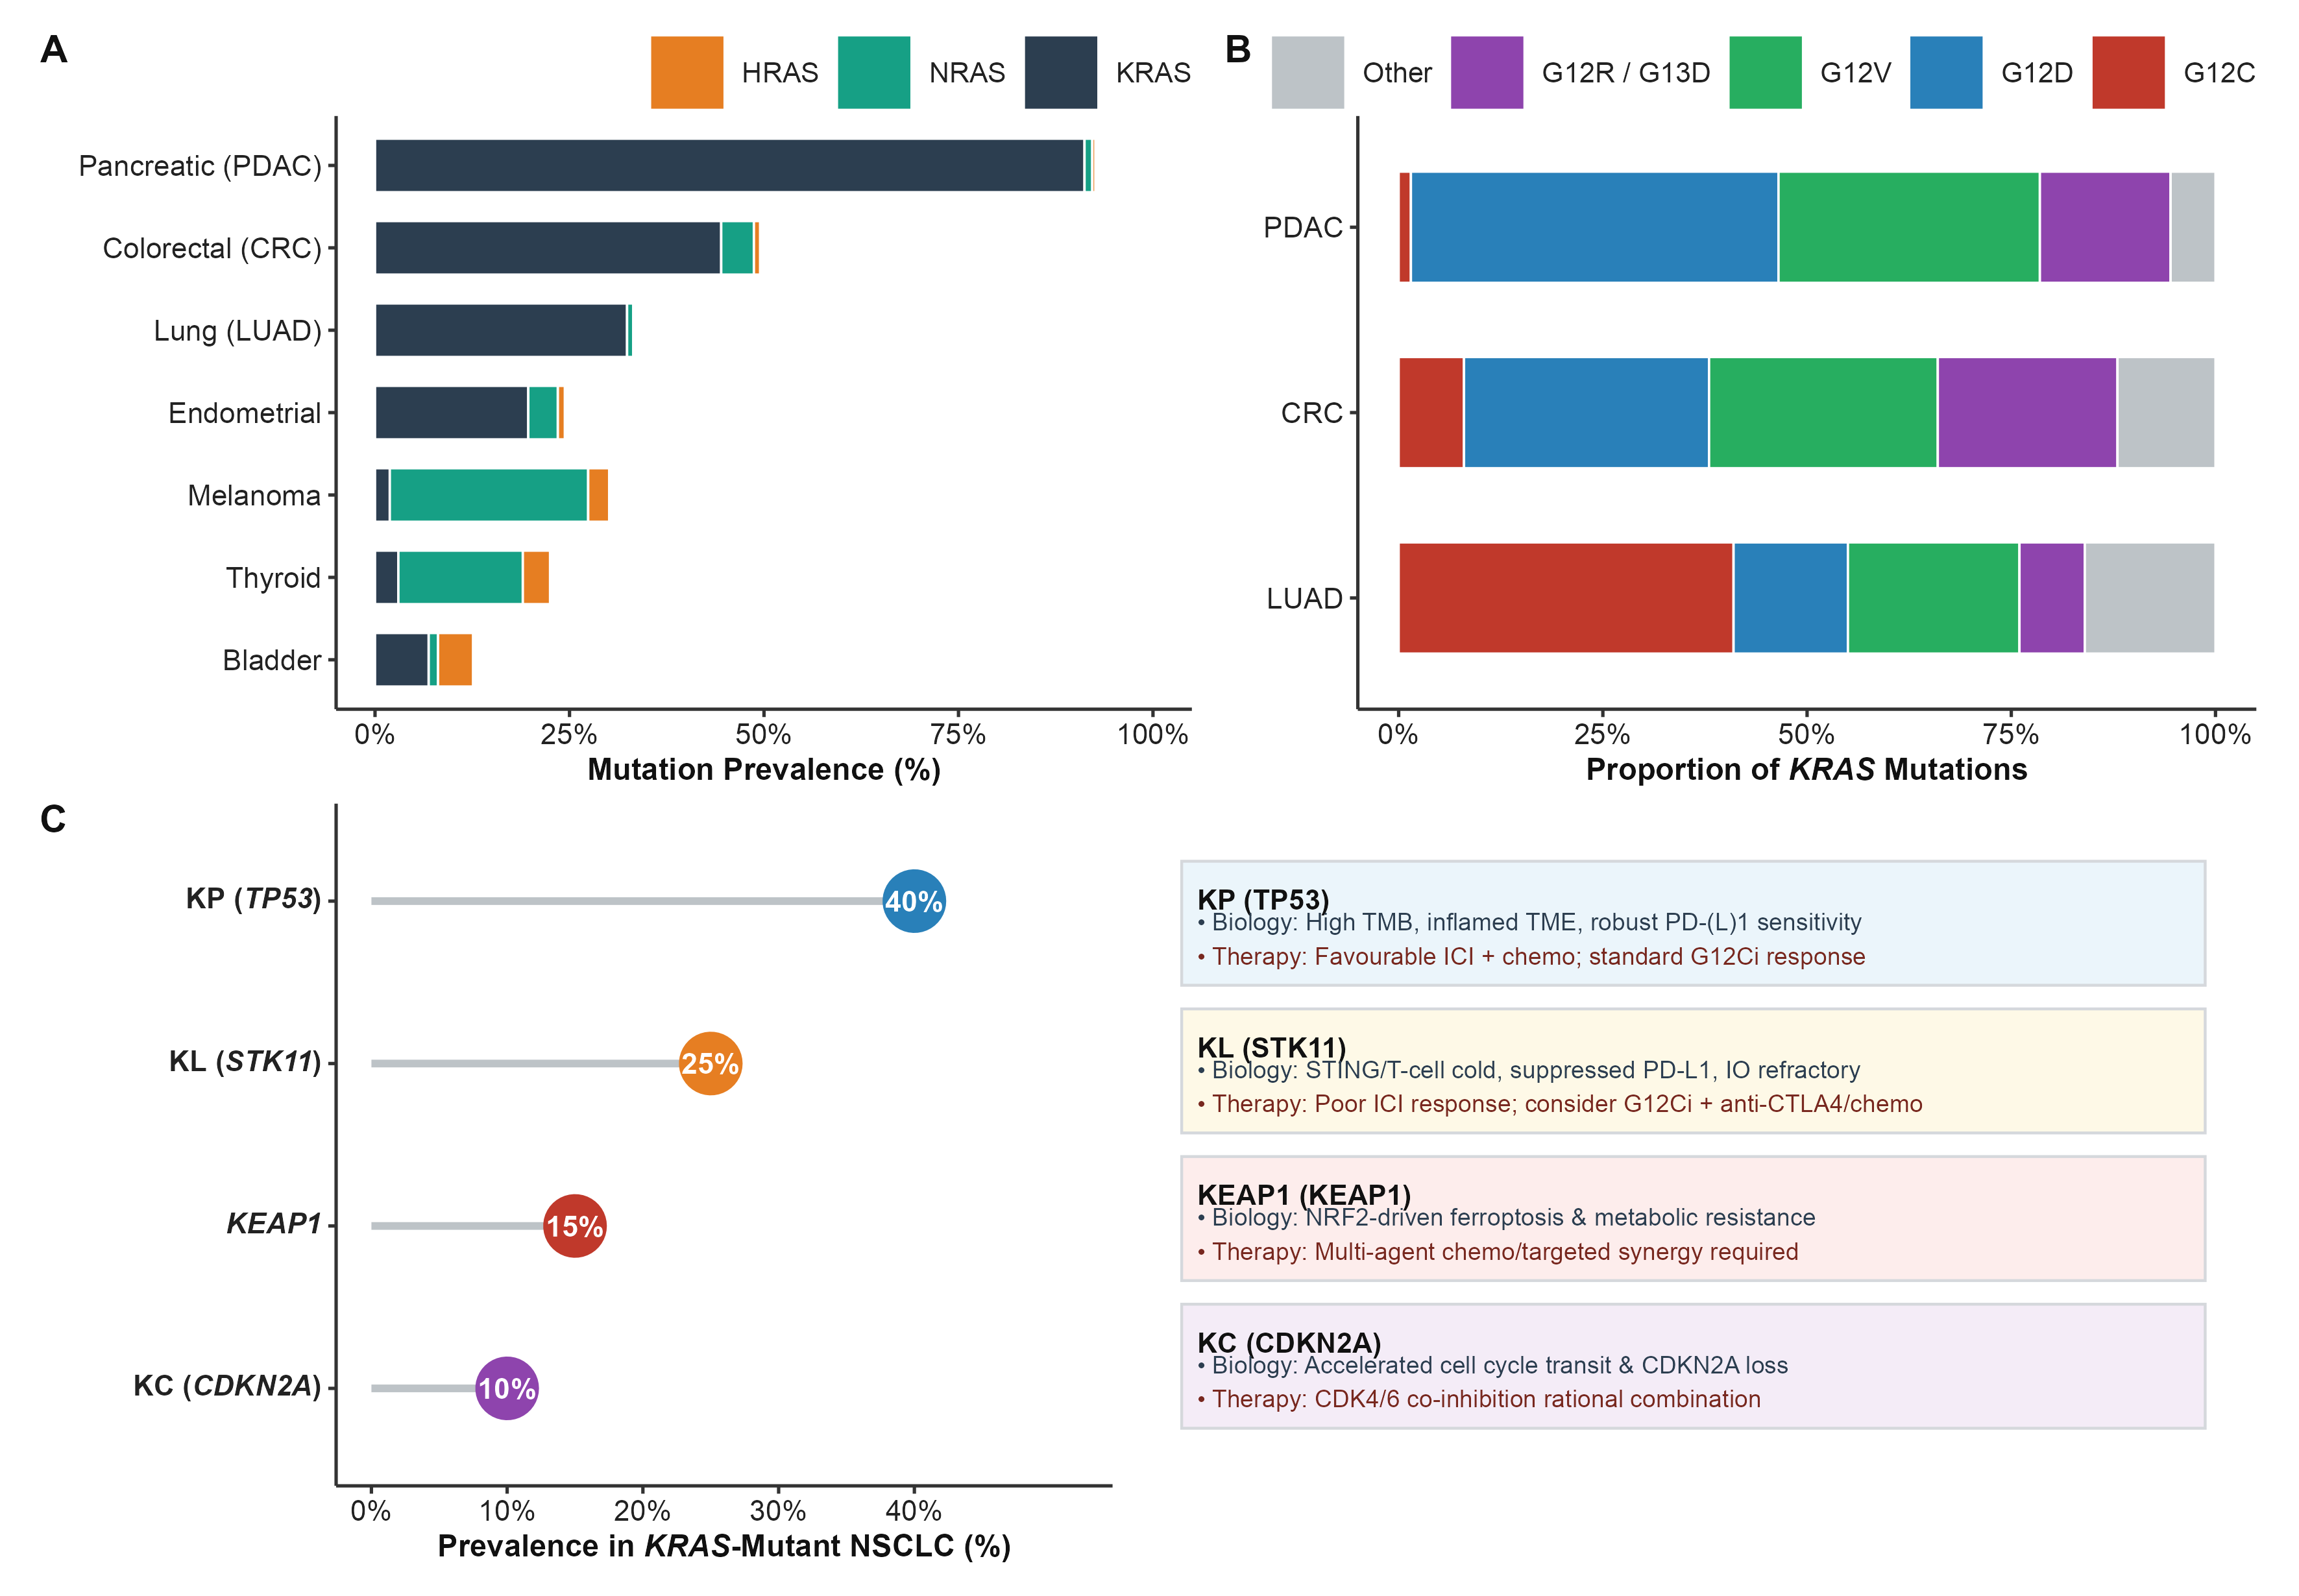 A
HRAS NRAS KRAS
Pancreatic (PDAC)
Colorectal (CRC)
Lung (LUAD)
Endometrial
Melanoma
Thyroid
Bladder
0% 25% 50% 75% 100%
Mutation Prevalence (%)
B
Other G12R / G13D G12V G12D G12C
PDAC
CRC
LUAD
0% 25% 50% 75% 100%
Proportion of KRAS Mutations
C
KP (TP53) 40%
KL (STK11) 25%
KEAP1 15%
KC (CDKN2A) 10%
0% 10% 20% 30% 40%
Prevalence in KRAS-Mutant NSCLC (%)
KP (TP53)
• Biology: High TMB, inflamed TME, robust PD-(L)1 sensitivity
• Therapy: Favourable ICI + chemo; standard G12Ci response
KL (STK11)
• Biology: STING/T-cell cold, suppressed PD-L1, IO refractory
• Therapy: Poor ICI response; consider G12Ci + anti-CTLA4/chemo
KEAP1 (KEAP1)
• Biology: NRF2-driven ferroptosis & metabolic resistance
• Therapy: Multi-agent chemo/targeted synergy required
KC (CDKN2A)
• Biology: Accelerated cell cycle transit & CDKN2A loss
• Therapy: CDK4/6 co-inhibition rational combination